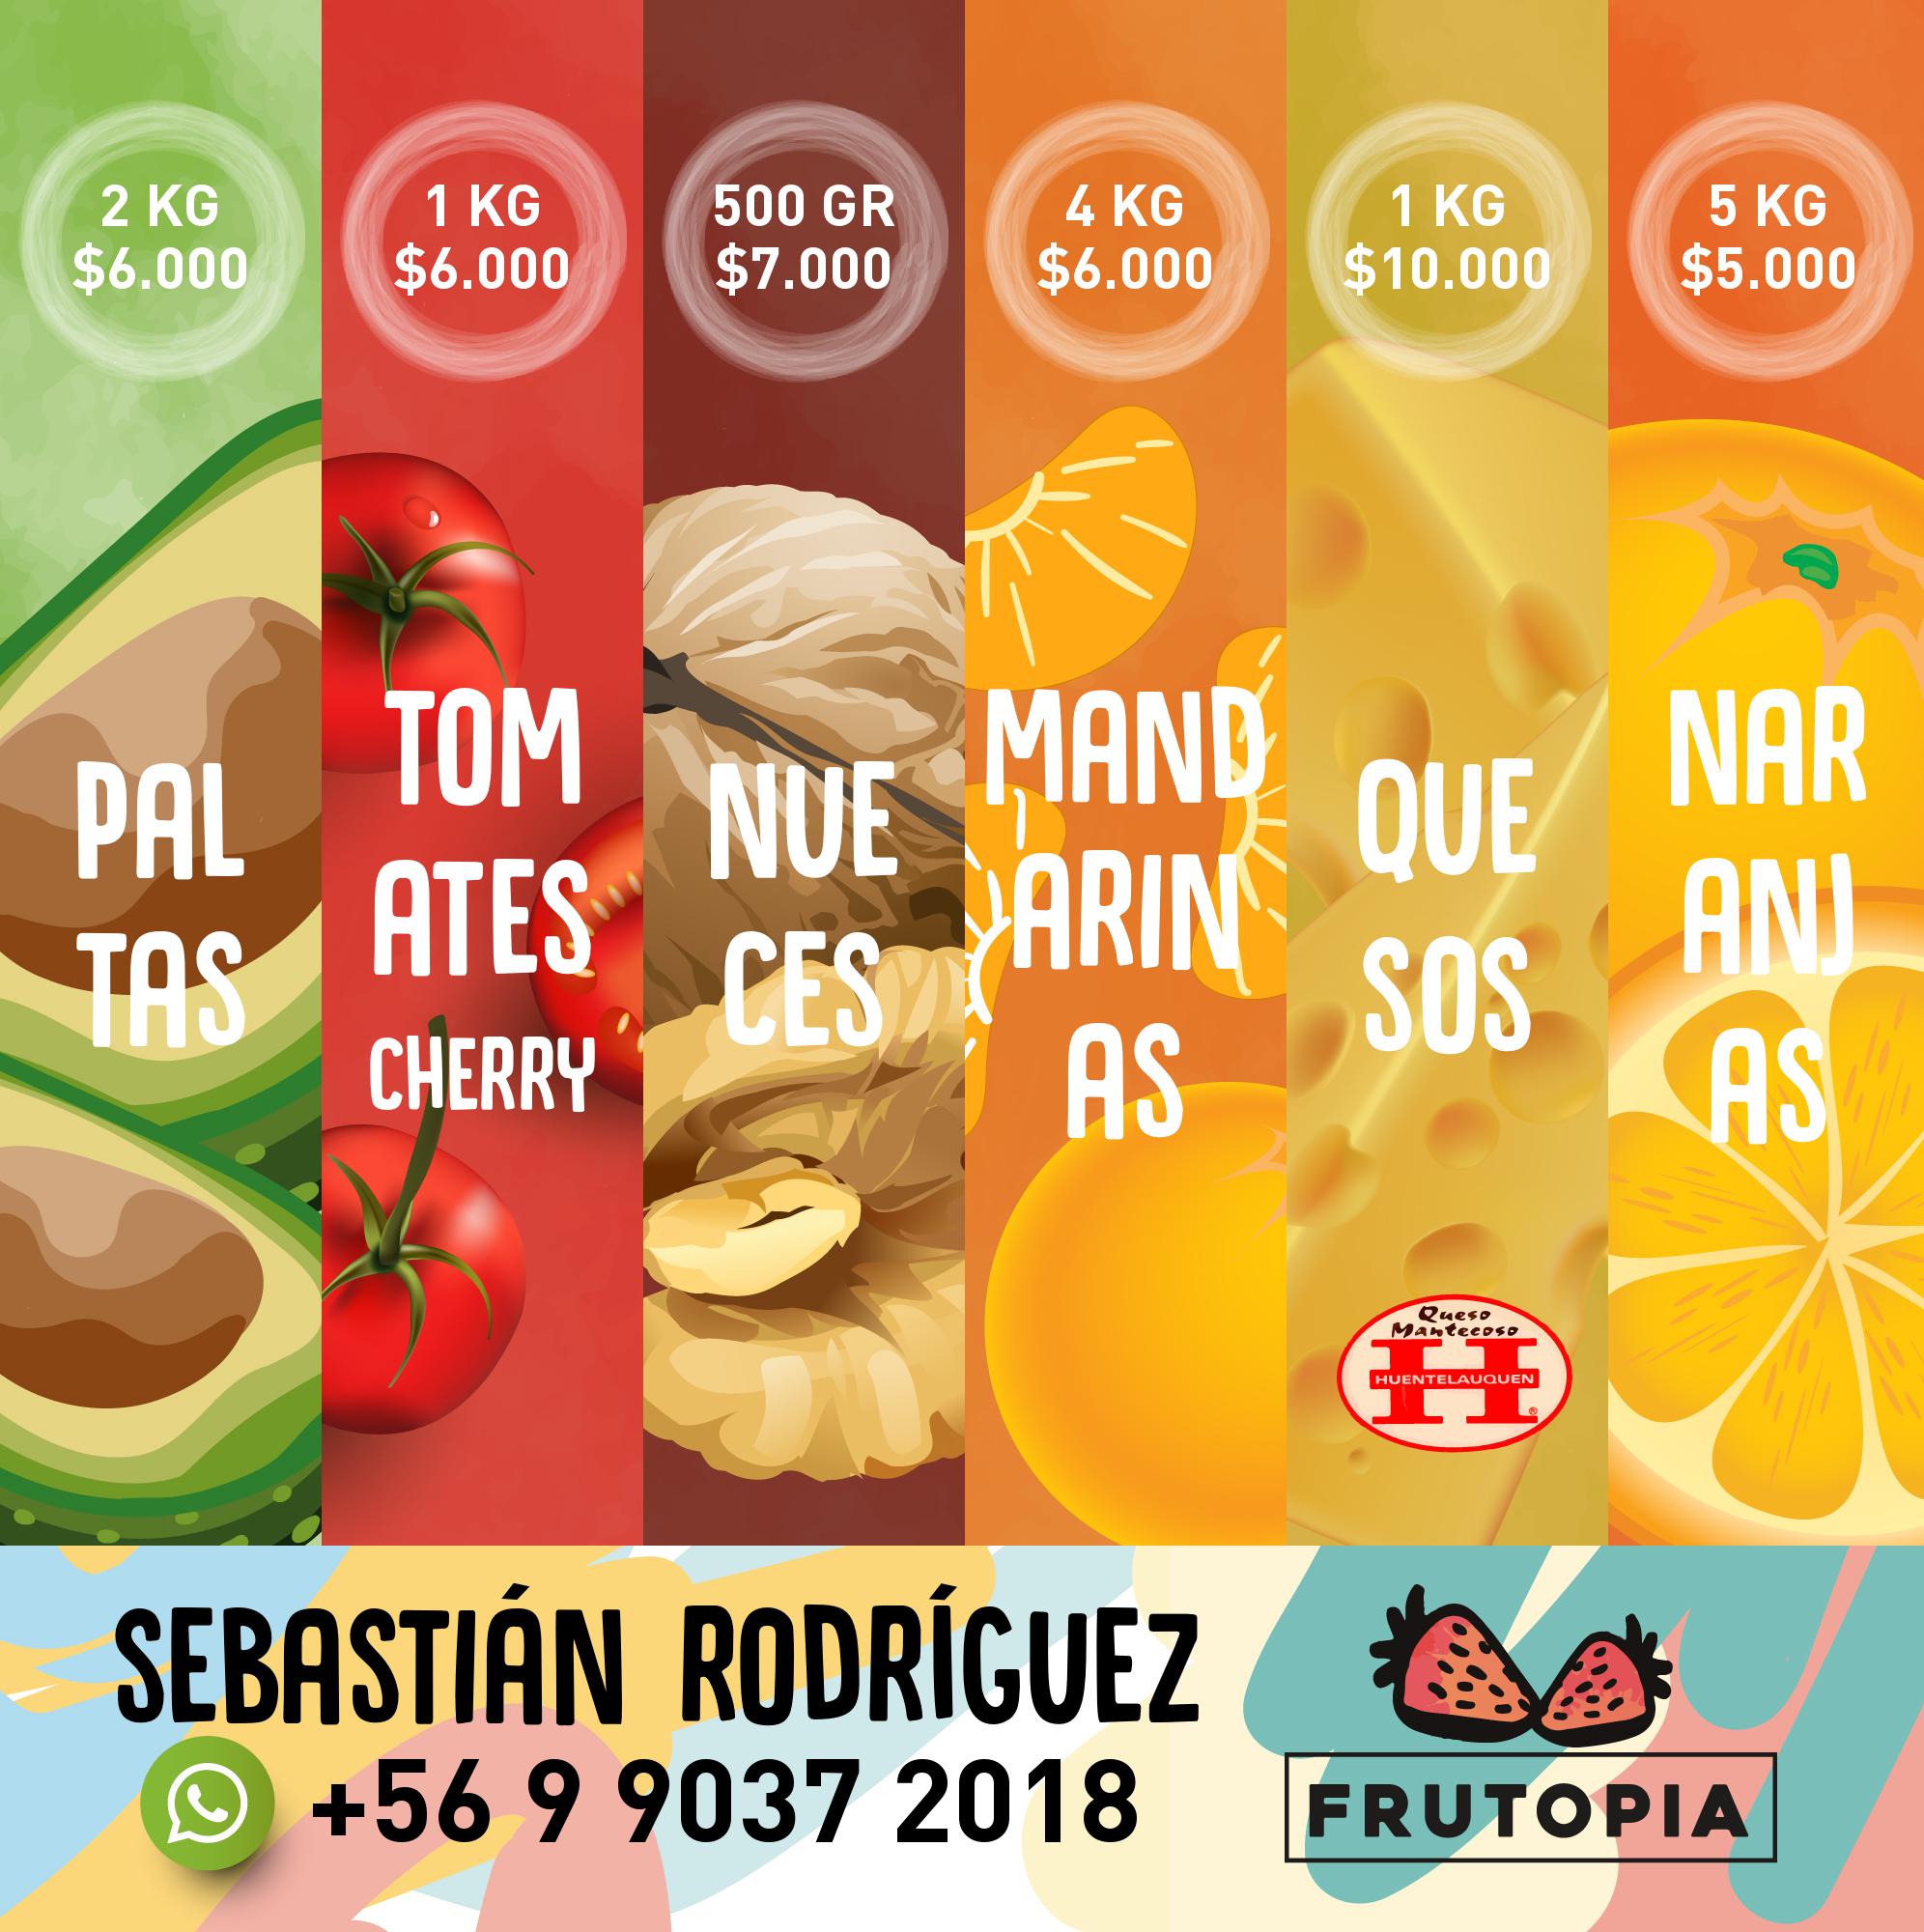 2 KG
$6.000
PAL
TAS
1 KG
$6.000
TOM
ATES
CHERRY
500 GR
$7.000
NUE
CES
4 KG
$6.000
MAND
ARIN
AS
1 KG
$10.000
QUE
SOS
Queso
Mantecoso
H
HUENTELAUQUEN
®
5 KG
$5.000
NAR
ANJ
AS
SEBASTIÁN RODRÍGUEZ
+56 9 9037 2018
FRUTOPIA